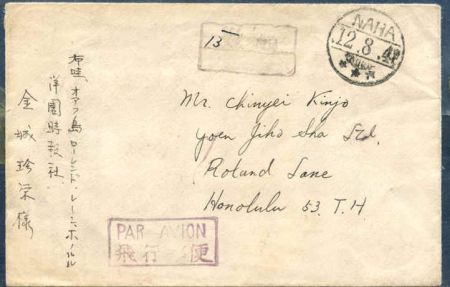 NAHA
12.8.
13
Mr. Chinyei Kinjo
Yoen Jiho Sha Ltd.
Roland Lane
Honolulu 53. T.H
布哇 オアフ島 ローレンド・レーン ホノルル
洋園時報社
金城珍栄様
PAR AVION
飛行 便